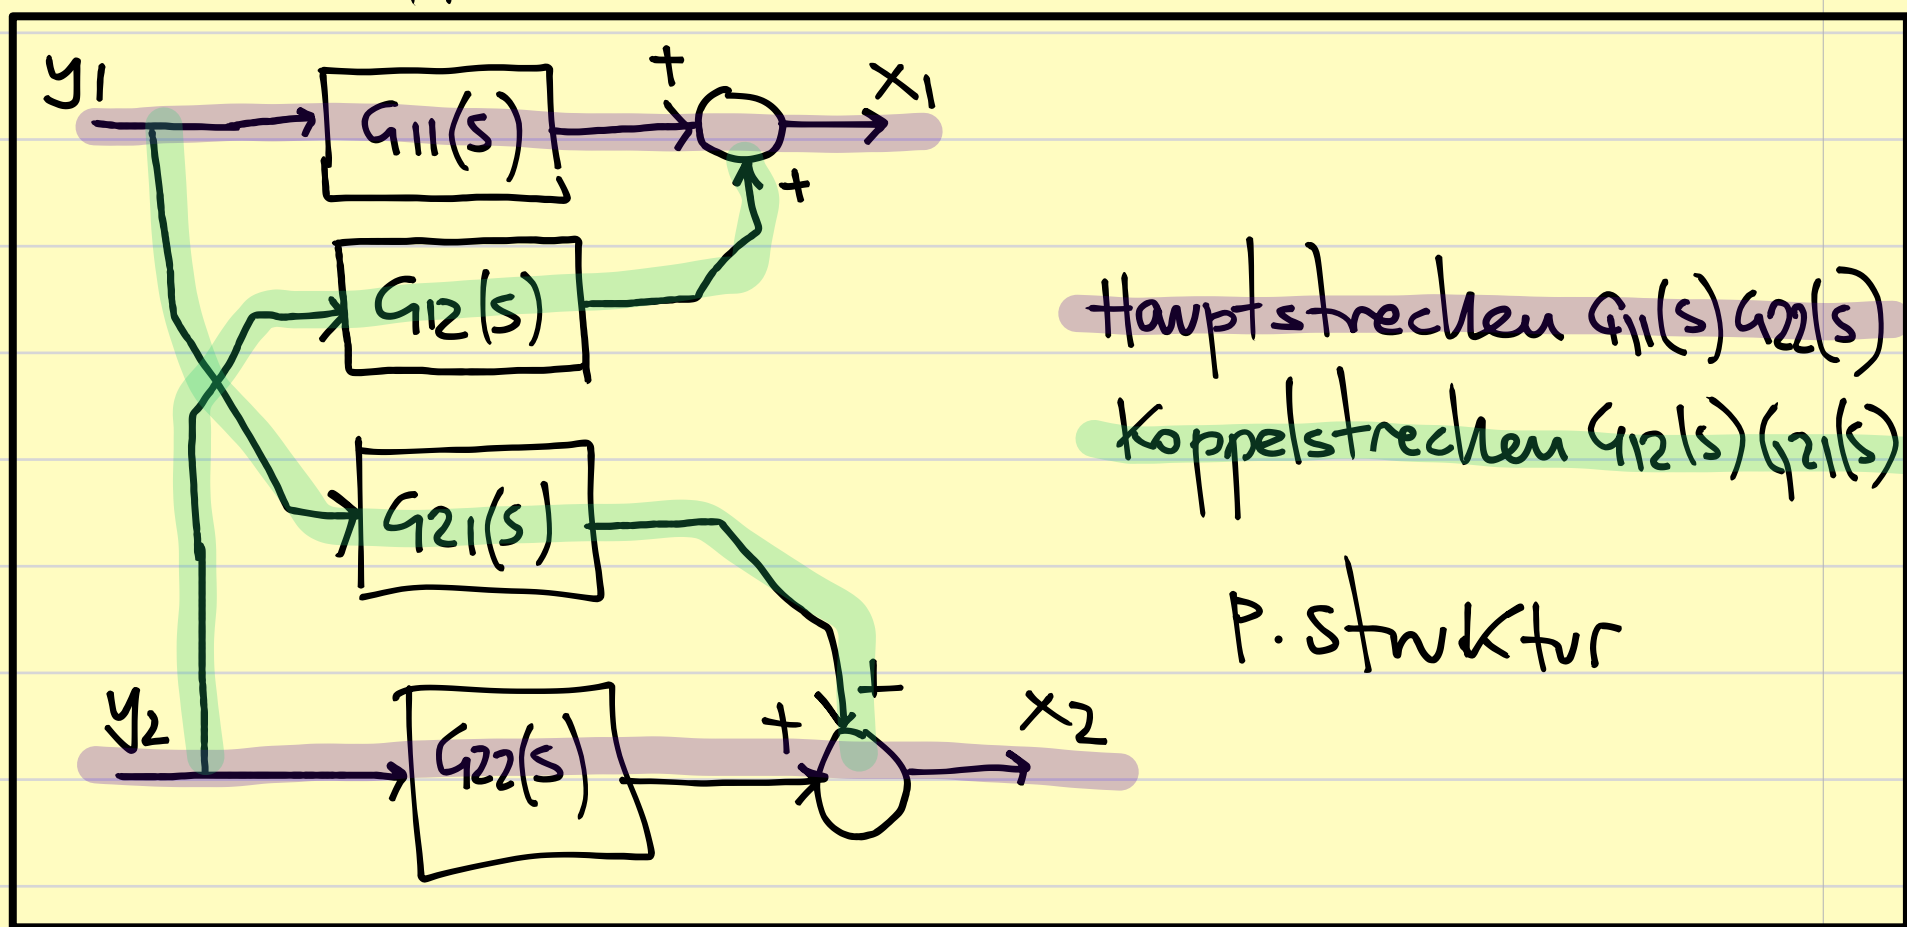 y1
G11(s)
+
x1
+
G12(s)
Hauptstrecken G11(s) G22(s)
Koppelstrecken G12(s) G21(s)
G21(s)
P.Struktur
y2
G22(s)
+
+
x2